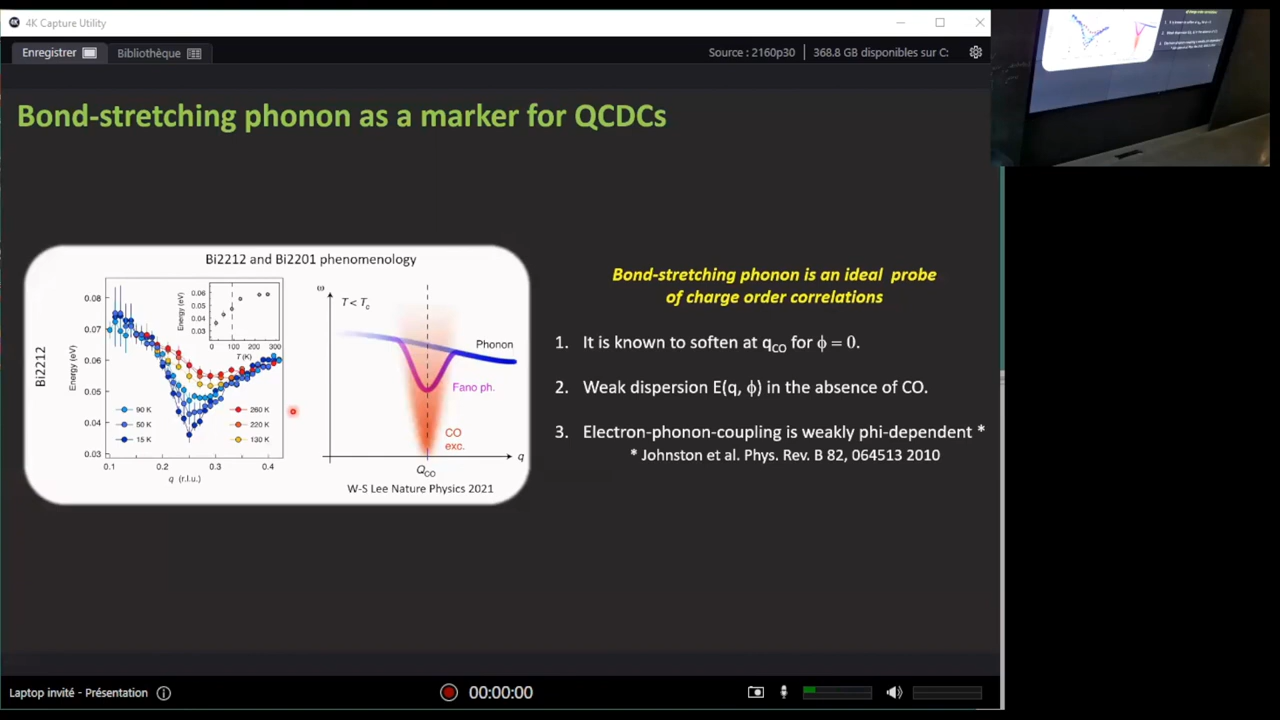 4K Capture Utility
Enregistrer
Bibliothèque
Source : 2160p30
368.8 GB disponibles sur C:
Bond-stretching phonon as a marker for QCDCs
Bi2212 and Bi2201 phenomenology
Bi2212
Energy (eV)
0.08
0.07
0.06
0.05
0.04
0.03
0.1
0.2
0.3
0.4
q (r.l.u.)
Energy (eV)
0.06
0.05
0.04
0.03
0
100
200
300
T (K)
90 K
50 K
15 K
260 K
220 K
130 K
ω
T < Tc
Phonon
Fano ph.
CO
exc.
q
QCO
W-S Lee Nature Physics 2021
Bond-stretching phonon is an ideal probe
of charge order correlations
1. It is known to soften at qCO for ϕ = 0.
2. Weak dispersion E(q, ϕ) in the absence of CO.
3. Electron-phonon-coupling is weakly phi-dependent *
* Johnston et al. Phys. Rev. B 82, 064513 2010
Laptop invité - Présentation
00:00:00